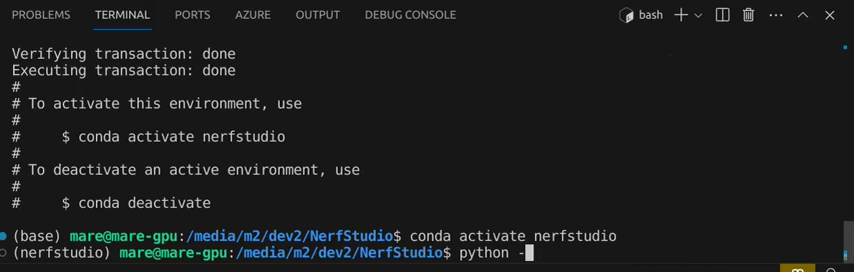 PROBLEMS TERMINAL PORTS AZURE OUTPUT DEBUG CONSOLE bash
Verifying transaction: done
Executing transaction: done
#
# To activate this environment, use
#
#     $ conda activate nerfstudio
#
# To deactivate an active environment, use
#
#     $ conda deactivate
(base) mare@mare-gpu:/media/m2/dev2/NerfStudio$ conda activate nerfstudio
(nerfstudio) mare@mare-gpu:/media/m2/dev2/NerfStudio$ python -